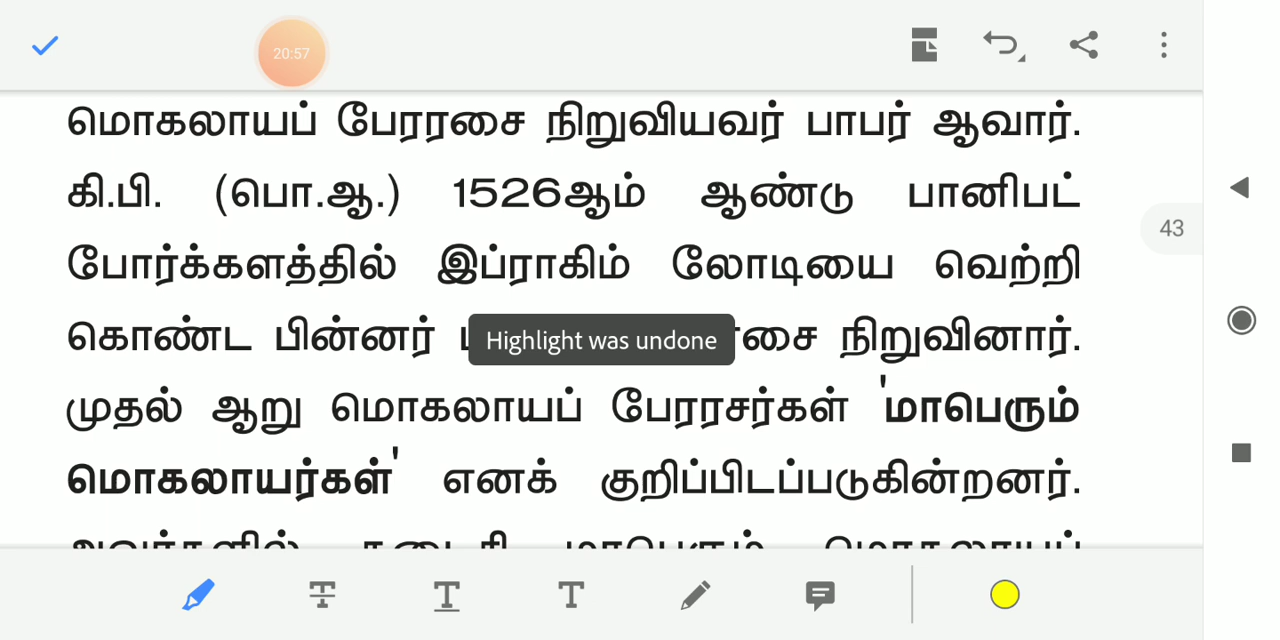 20:57
மொகலாயப் பேரரசை நிறுவியவர் பாபர் ஆவார்.
கி.பி. (பொ.ஆ.) 1526ஆம் ஆண்டு பானிபட்
43
போர்க்களத்தில் இப்ராகிம் லோடியை வெற்றி
கொண்ட பின்னர் நிறுவினார்.
Highlight was undone
முதல் ஆறு மொகலாயப் பேரரசர்கள் 'மாபெரும்
மொகலாயர்கள்' எனக் குறிப்பிடப்படுகின்றனர்.